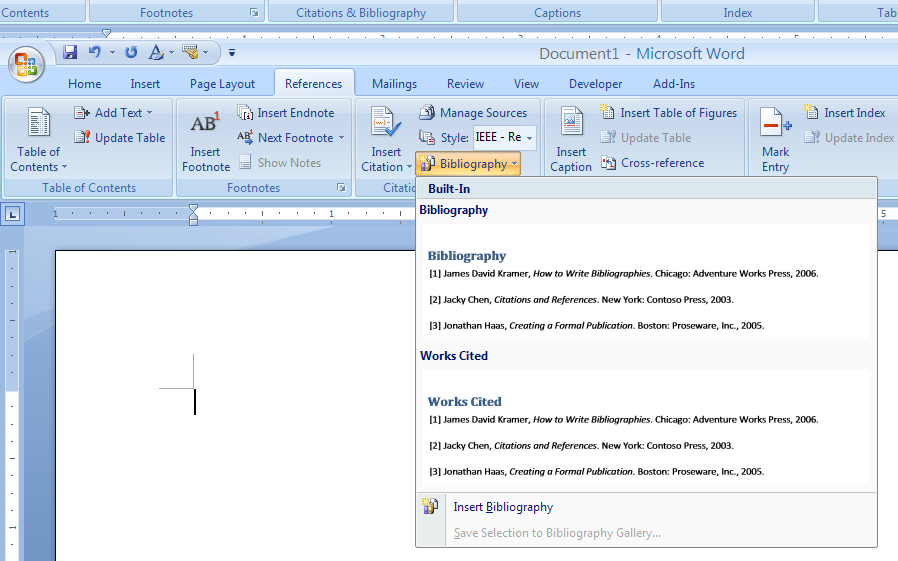 Contents
Footnotes
Citations & Bibliography
Captions
Index
Tab
Document1 - Microsoft Word
Home
Insert
Page Layout
References
Mailings
Review
View
Developer
Add-Ins
Table of
Contents
Add Text
Update Table
Table of Contents
AB1
Insert
Footnote
Insert Endnote
Next Footnote
Show Notes
Footnotes
Insert
Citation
Manage Sources
Style: IEEE - Re
Bibliography
Citatio
Insert
Caption
Insert Table of Figures
Update Table
Cross-reference
Mark
Entry
Insert Index
Update Index
Built-In
Bibliography
Bibliography
[1] James David Kramer, How to Write Bibliographies. Chicago: Adventure Works Press, 2006.
[2] Jacky Chen, Citations and References. New York: Contoso Press, 2003.
[3] Jonathan Haas, Creating a Formal Publication. Boston: Proseware, Inc., 2005.
Works Cited
Works Cited
[1] James David Kramer, How to Write Bibliographies. Chicago: Adventure Works Press, 2006.
[2] Jacky Chen, Citations and References. New York: Contoso Press, 2003.
[3] Jonathan Haas, Creating a Formal Publication. Boston: Proseware, Inc., 2005.
Insert Bibliography
Save Selection to Bibliography Gallery...
1
1
5
1
1